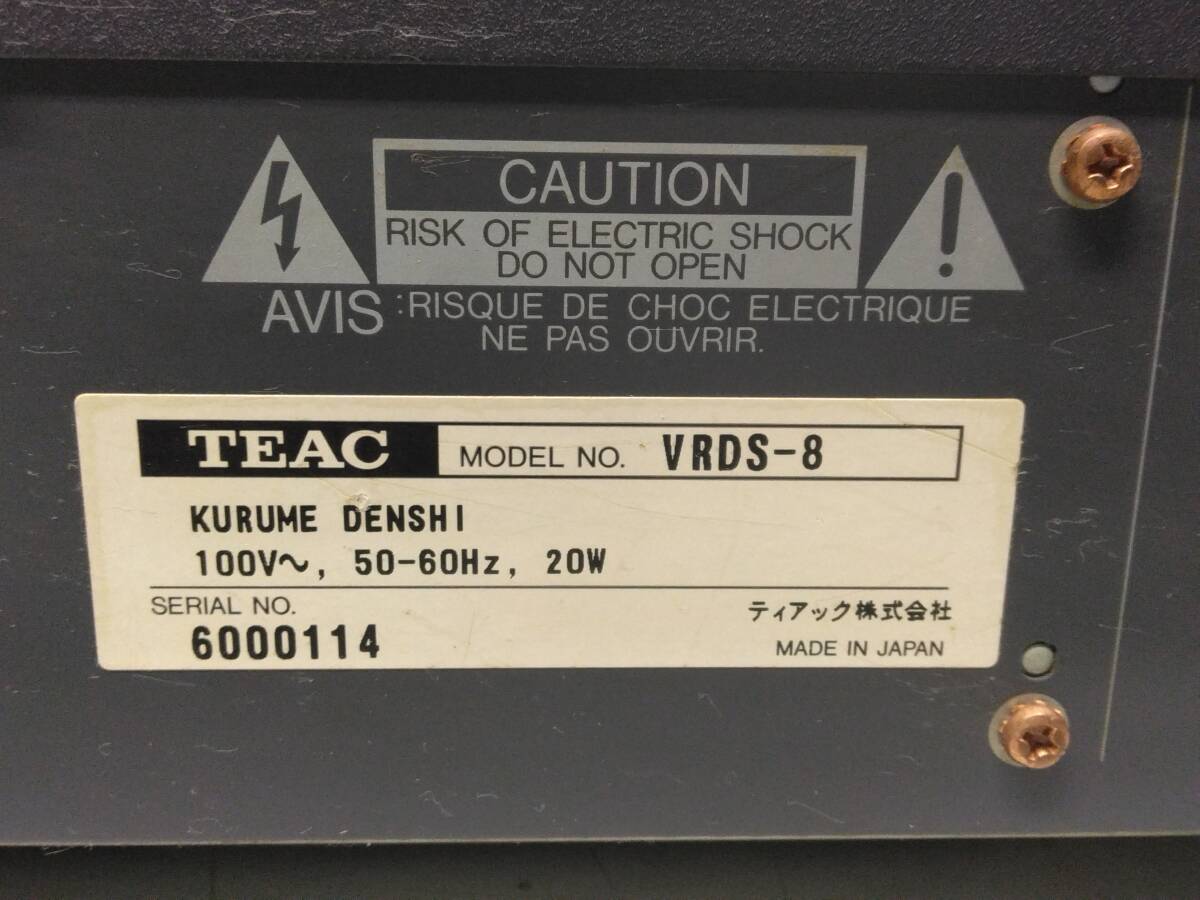 CAUTION
RISK OF ELECTRIC SHOCK
DO NOT OPEN
AVIS :RISQUE DE CHOC ELECTRIQUE
NE PAS OUVRIR.
TEAC MODEL NO. VRDS-8
KURUME DENSHI
100V~, 50-60Hz, 20W
SERIAL NO.
6000114
ティアック株式会社
MADE IN JAPAN